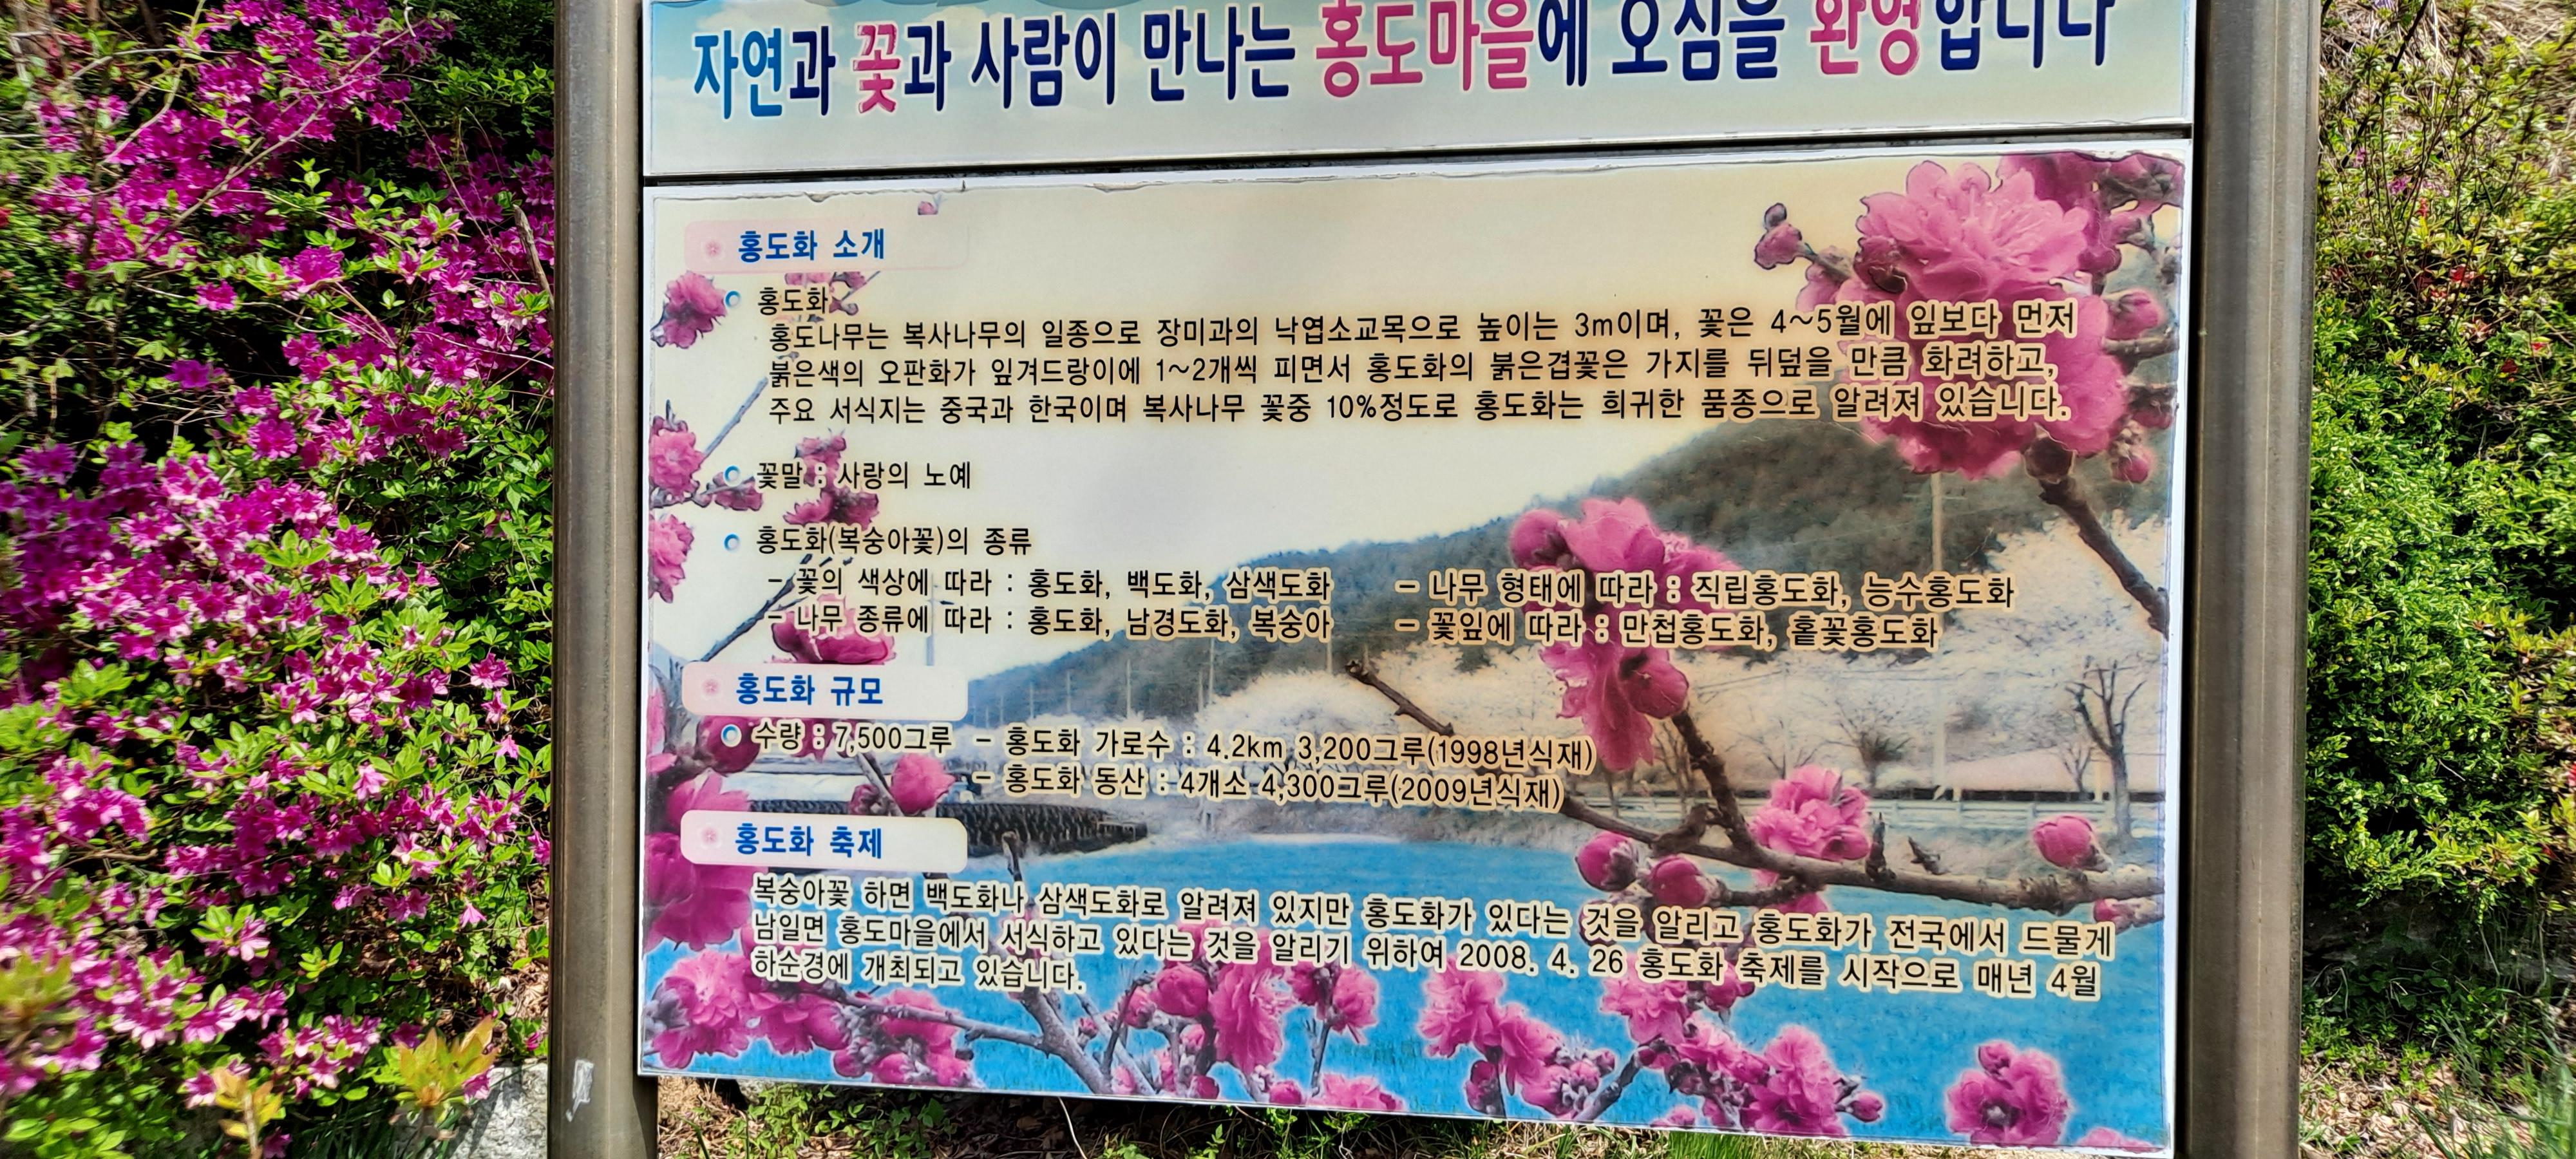 자연과 꽃과 사람이 만나는 홍도마을에 오심을 환영합니다
홍도화 소개
홍도화
홍도나무는 복사나무의 일종으로 장미과의 낙엽소교목으로 높이는 3m이며, 꽃은 4~5월에 잎보다 먼저
붉은색의 오판화가 잎겨드랑이에 1~2개씩 피면서 홍도화의 붉은겹꽃은 가지를 뒤덮을 만큼 화려하고,
주요 서식지는 중국과 한국이며 복사나무 꽃중 10%정도로 홍도화는 희귀한 품종으로 알려져 있습니다.
꽃말 : 사랑의 노예
홍도화(복숭아꽃)의 종류
- 꽃의 색상에 따라 : 홍도화, 백도화, 삼색도화 - 나무 형태에 따라 : 직립홍도화, 능수홍도화
- 나무 종류에 따라 : 홍도화, 남경도화, 복숭아 - 꽃잎에 따라 : 만첩홍도화, 홑꽃홍도화
홍도화 규모
수량 : 7,500그루 - 홍도화 가로수 : 4.2km 3,200그루(1998년식재)
- 홍도화 동산 : 4개소 4,300그루(2009년식재)
홍도화 축제
복숭아꽃 하면 백도화나 삼색도화로 알려져 있지만 홍도화가 있다는 것을 알리고 홍도화가 전국에서 드물게
남일면 홍도마을에서 서식하고 있다는 것을 알리기 위하여 2008. 4. 26 홍도화 축제를 시작으로 매년 4월
하순경에 개최되고 있습니다.